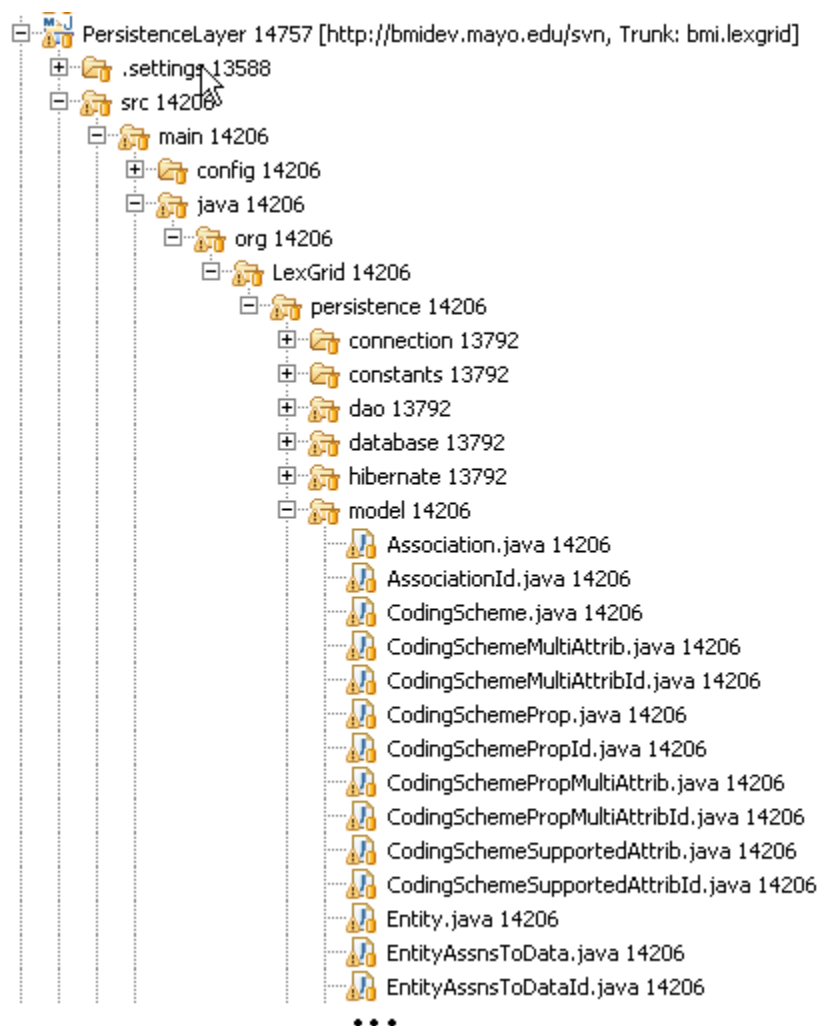 PersistenceLayer 14757 [http://bmidev.mayo.edu/svn, Trunk: bmi.lexgrid]
.settings 13588
src 14206
main 14206
config 14206
java 14206
org 14206
LexGrid 14206
persistence 14206
connection 13792
constants 13792
dao 13792
database 13792
hibernate 13792
model 14206
Association.java 14206
AssociationId.java 14206
CodingScheme.java 14206
CodingSchemeMultiAttrib.java 14206
CodingSchemeMultiAttribId.java 14206
CodingSchemeProp.java 14206
CodingSchemePropId.java 14206
CodingSchemePropMultiAttrib.java 14206
CodingSchemePropMultiAttribId.java 14206
CodingSchemeSupportedAttrib.java 14206
CodingSchemeSupportedAttribId.java 14206
Entity.java 14206
EntityAssnsToData.java 14206
EntityAssnsToDataId.java 14206
...